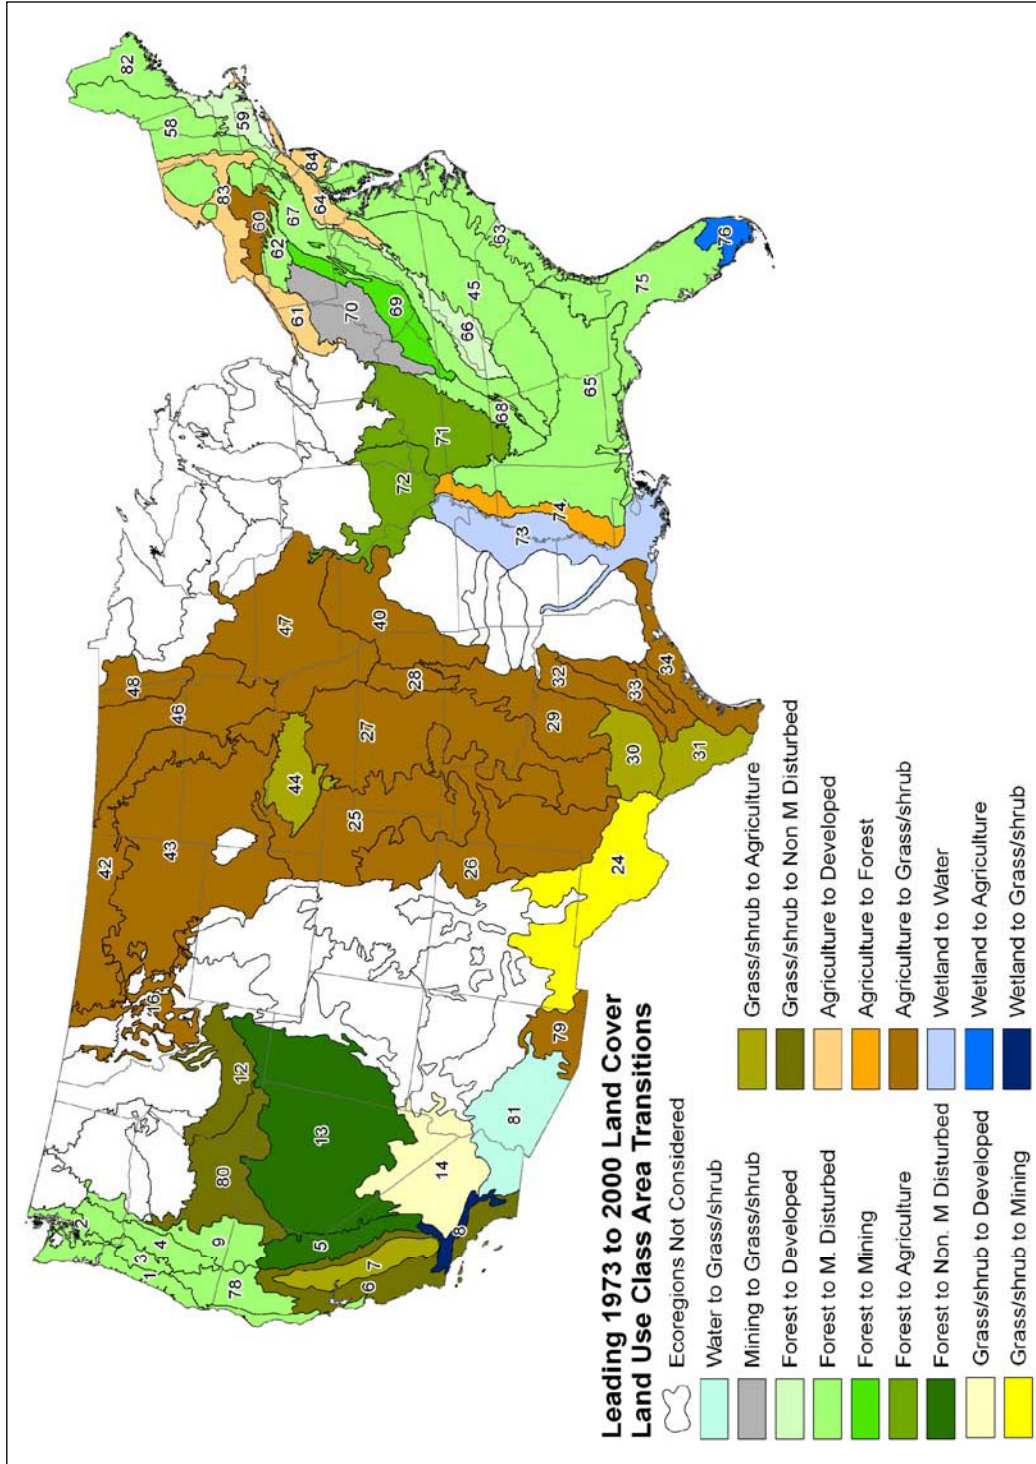 Leading 1973 to 2000 Land Cover
Land Use Class Area Transitions
Ecoregions Not Considered
Water to Grass/shrub
Mining to Grass/shrub
Forest to Developed
Forest to M. Disturbed
Forest to Mining
Forest to Agriculture
Forest to Non. M Disturbed
Grass/shrub to Developed
Grass/shrub to Mining
Grass/shrub to Agriculture
Grass/shrub to Non M Disturbed
Agriculture to Developed
Agriculture to Forest
Agriculture to Grass/shrub
Wetland to Water
Wetland to Agriculture
Wetland to Grass/shrub
1
2
3
4
9
78
80
12
16
13
5
6
7
8
14
81
79
24
42
43
46
48
47
44
25
26
27
28
40
29
30
31
32
33
34
72
71
73
74
68
65
66
45
63
75
76
70
69
61
62
60
67
64
84
83
58
59
82